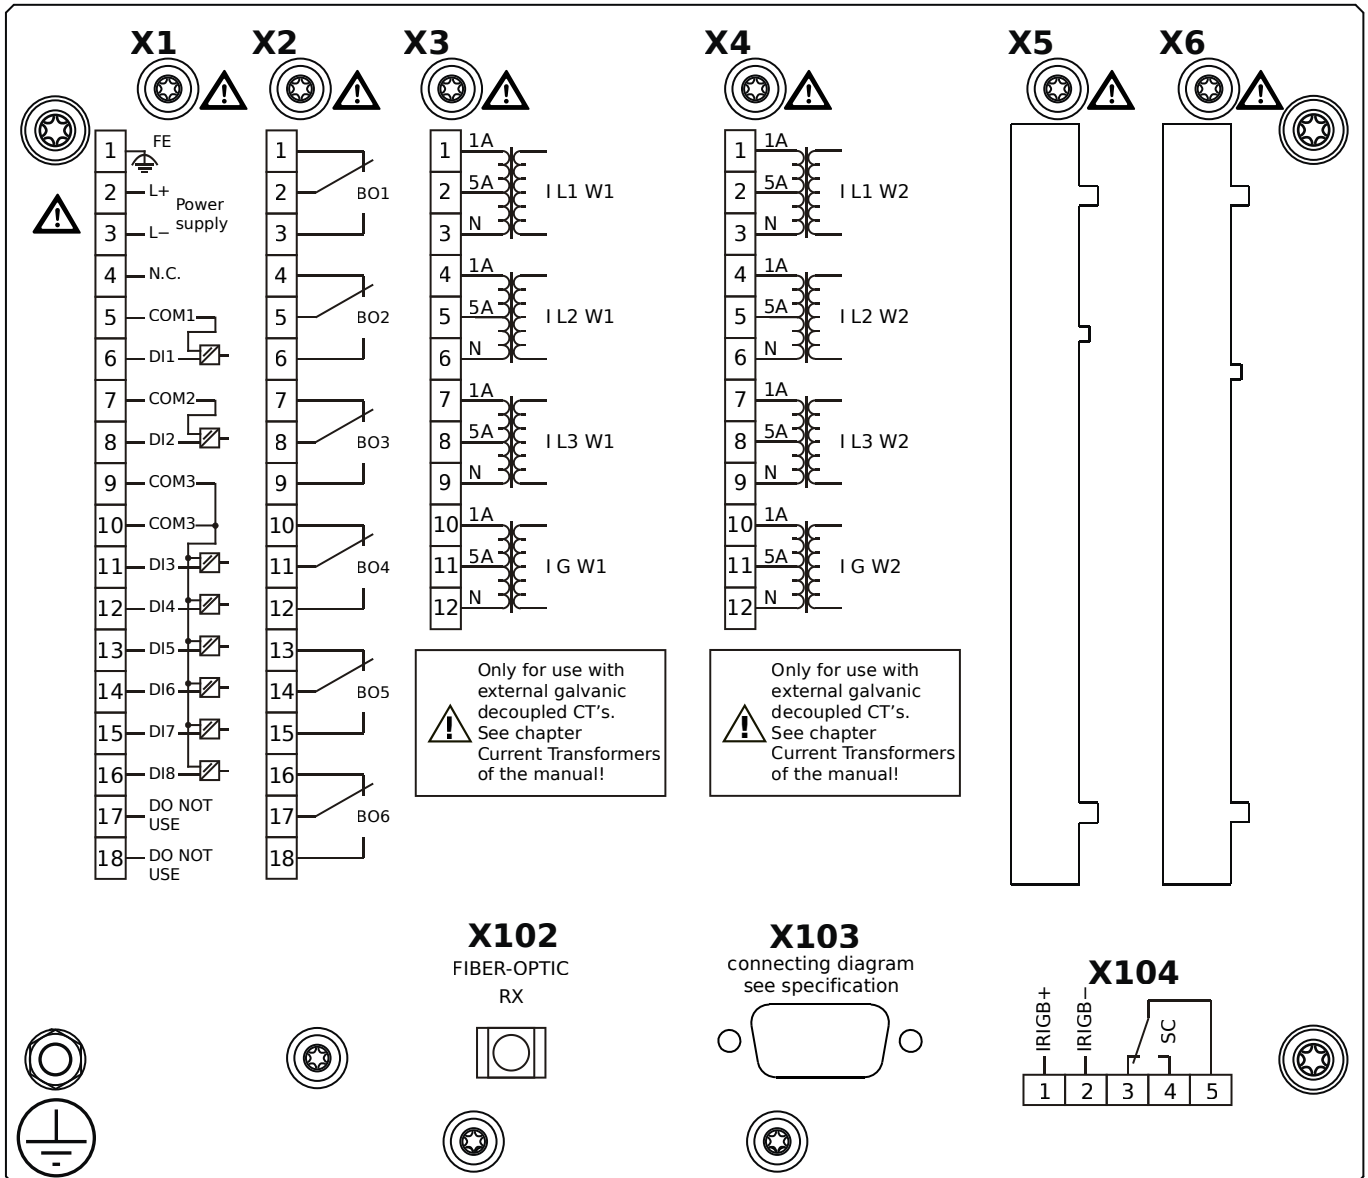 X1 X2 X3 X4 X5 X6
1 FE
2 L+
Power
supply
3 L−
4 N.C.
5 COM1
6 DI1
7 COM2
8 DI2
9 COM3
10 COM3
11 DI3
12 DI4
13 DI5
14 DI6
15 DI7
16 DI8
17 DO NOT
USE
18 DO NOT
USE
1
2 BO1
3
4
5 BO2
6
7
8 BO3
9
10
11 BO4
12
13
14 BO5
15
16
17 BO6
18
1 1A
2 5A I L1 W1
3 N
4 1A
5 5A I L2 W1
6 N
7 1A
8 5A I L3 W1
9 N
10 1A
11 5A I G W1
12 N
Only for use with
external galvanic
decoupled CT's.
See chapter
Current Transformers
of the manual!
1 1A
2 5A I L1 W2
3 N
4 1A
5 5A I L2 W2
6 N
7 1A
8 5A I L3 W2
9 N
10 1A
11 5A I G W2
12 N
Only for use with
external galvanic
decoupled CT's.
See chapter
Current Transformers
of the manual!
X102
FIBER-OPTIC
RX
X103
connecting diagram
see specification
X104
IRIGB+
IRIGB−
SC
1 2 3 4 5